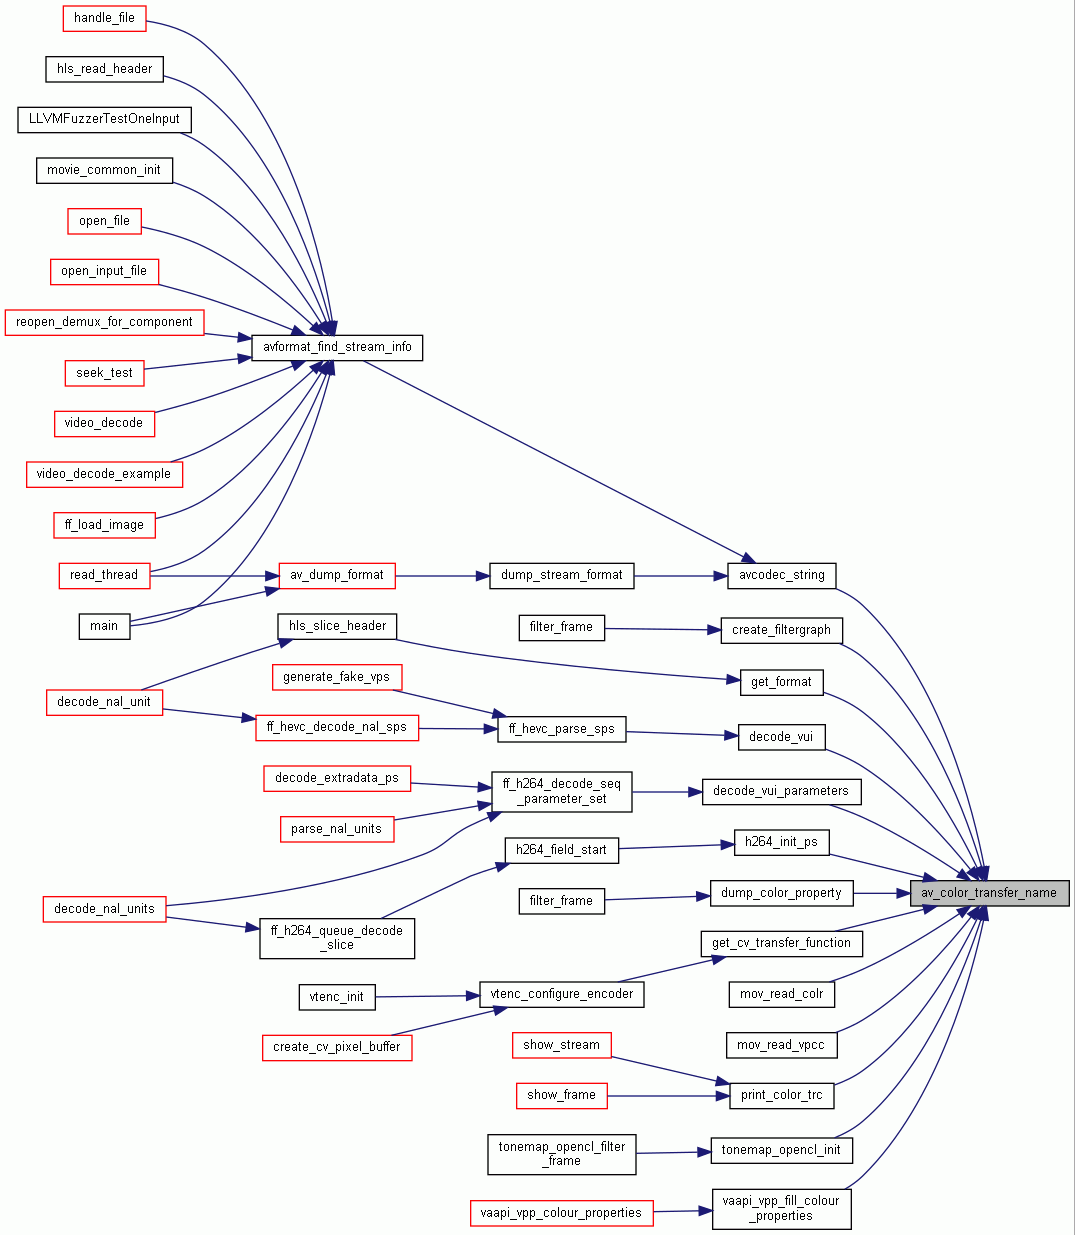 handle_file
hls_read_header
LLVMFuzzerTestOneInput
movie_common_init
open_file
open_input_file
reopen_demux_for_component
avformat_find_stream_info
seek_test
video_decode
video_decode_example
ff_load_image
read_thread
av_dump_format
dump_stream_format
avcodec_string
main
hls_slice_header
filter_frame
create_filtergraph
generate_fake_vps
get_format
decode_nal_unit
ff_hevc_decode_nal_sps
ff_hevc_parse_sps
decode_vui
decode_extradata_ps
ff_h264_decode_seq
_parameter_set
decode_vui_parameters
parse_nal_units
h264_field_start
h264_init_ps
decode_nal_units
ff_h264_queue_decode
_slice
filter_frame
dump_color_property
av_color_transfer_name
get_cv_transfer_function
vtenc_init
vtenc_configure_encoder
mov_read_colr
create_cv_pixel_buffer
show_stream
mov_read_vpcc
show_frame
print_color_trc
tonemap_opencl_filter
_frame
tonemap_opencl_init
vaapi_vpp_colour_properties
vaapi_vpp_fill_colour
_properties